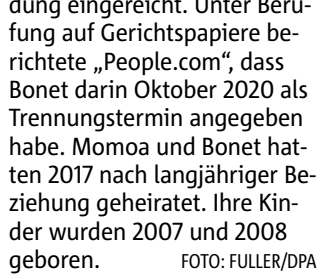 dung eingereicht. Unter Beru-
fung auf Gerichtspapiere be-
richtete „People.com“, dass
Bonet darin Oktober 2020 als
Trennungstermin angegeben
habe. Momoa und Bonet hat-
ten 2017 nach langjähriger Be-
ziehung geheiratet. Ihre Kin-
der wurden 2007 und 2008
geboren. FOTO: FULLER/DPA